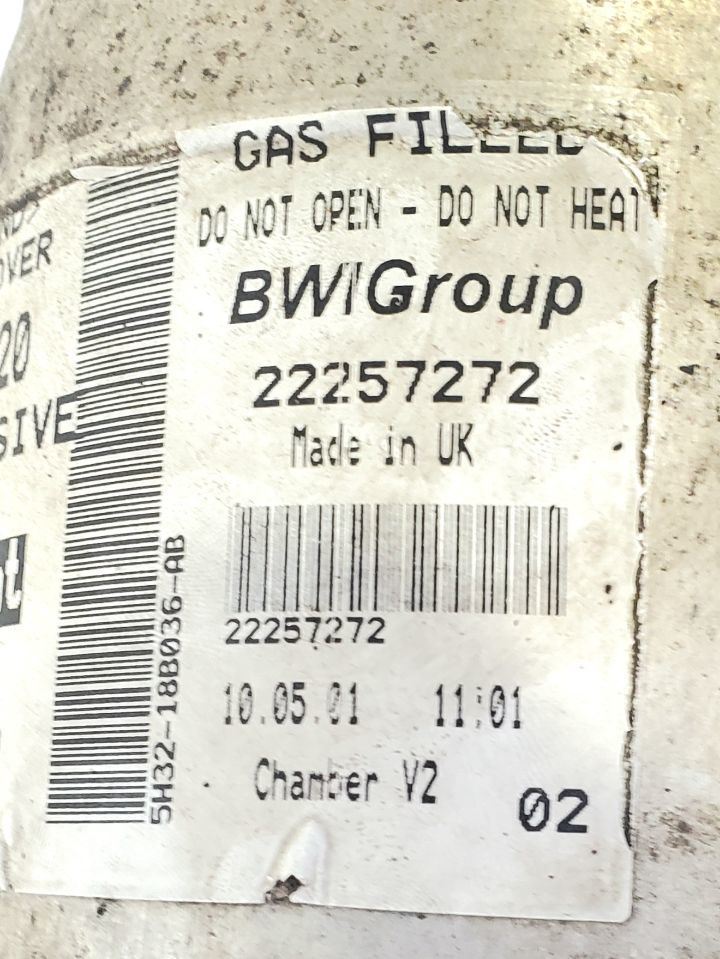 GAS FILLED
DO NOT OPEN - DO NOT HEAT
BWIGroup
22257272
Made in UK
22257272
10.05.01 11:01
Chamber V2
02
5H32-18B036-AB
OVER
20
SIVE